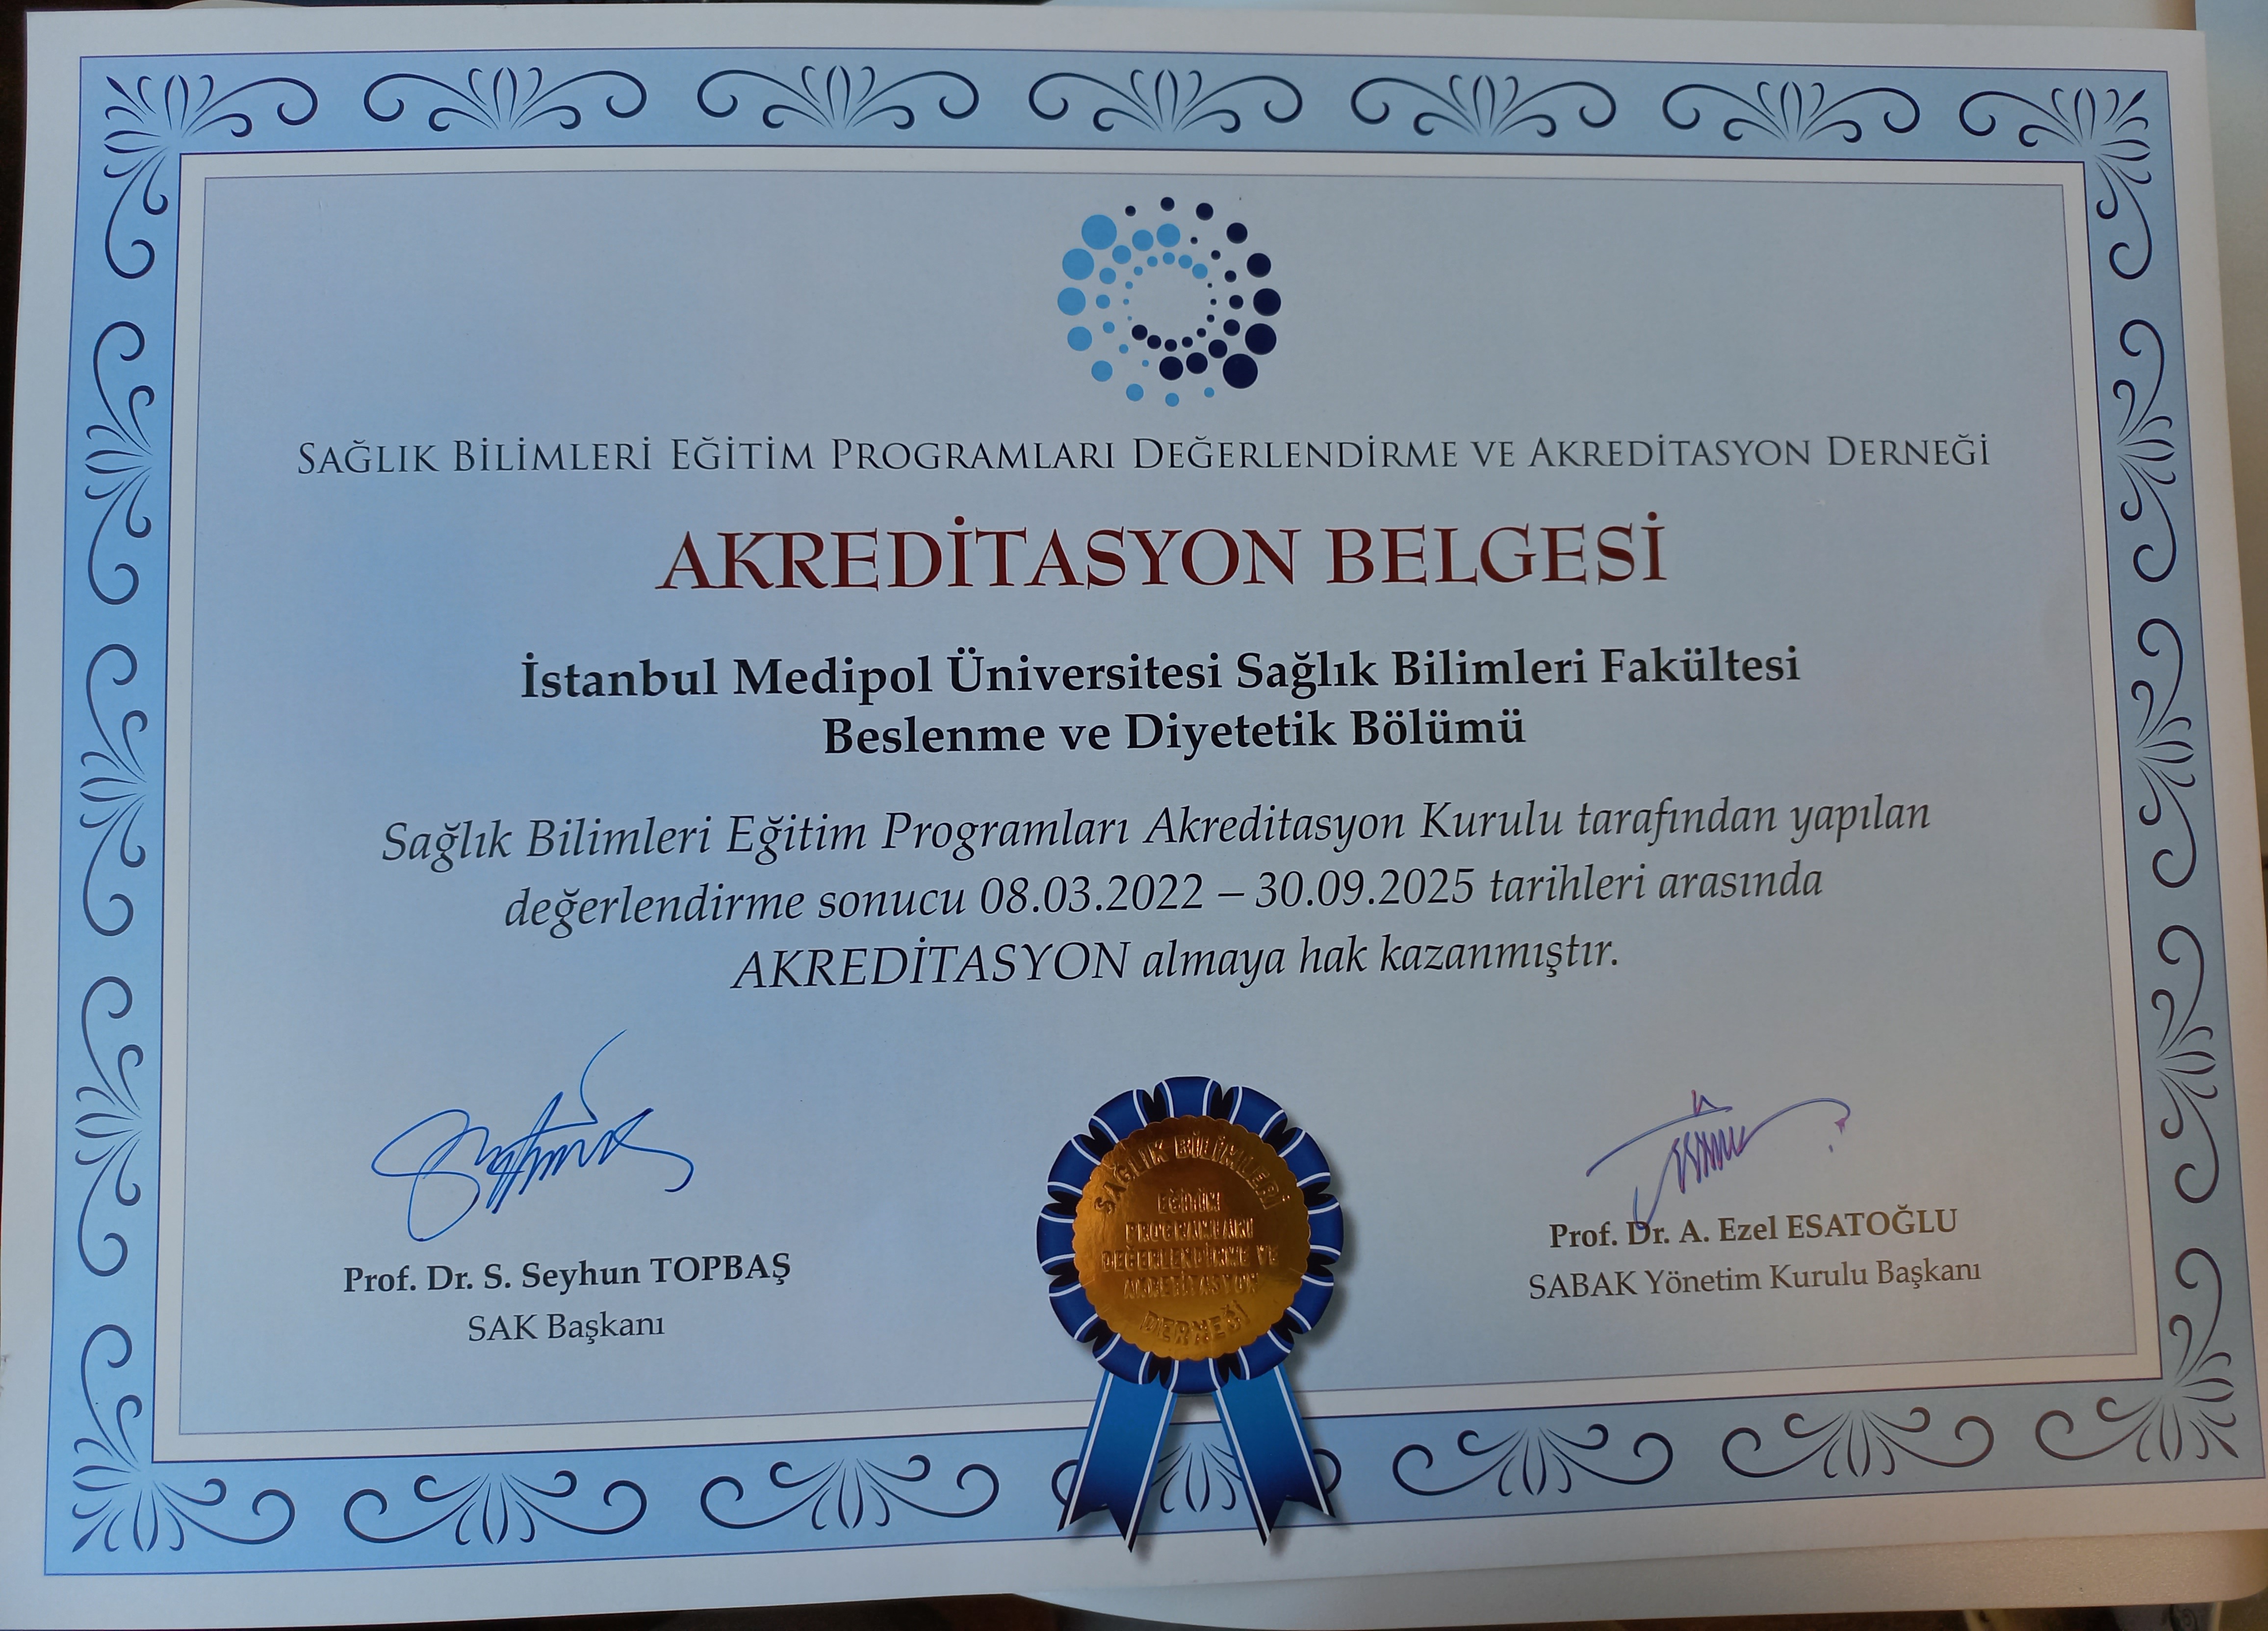 SAĞLIK BİLİMLERİ EĞİTİM PROGRAMLARI DEĞERLENDİRME VE AKREDİTASYON DERNEĞİ
AKREDİTASYON BELGESİ
İstanbul Medipol Üniversitesi Sağlık Bilimleri Fakültesi
Beslenme ve Diyetetik Bölümü
Sağlık Bilimleri Eğitim Programları Akreditasyon Kurulu tarafından yapılan
değerlendirme sonucu 08.03.2022 – 30.09.2025 tarihleri arasında
AKREDİTASYON almaya hak kazanmıştır.
Prof. Dr. S. Seyhun TOPBAŞ
SAK Başkanı
SAĞLIK BİLİMLERİ
EĞİTİM
PROGRAMLARI
DEĞERLENDİRME VE
AKREDİTASYON
DERNEĞİ
Prof. Dr. A. Ezel ESATOĞLU
SABAK Yönetim Kurulu Başkanı